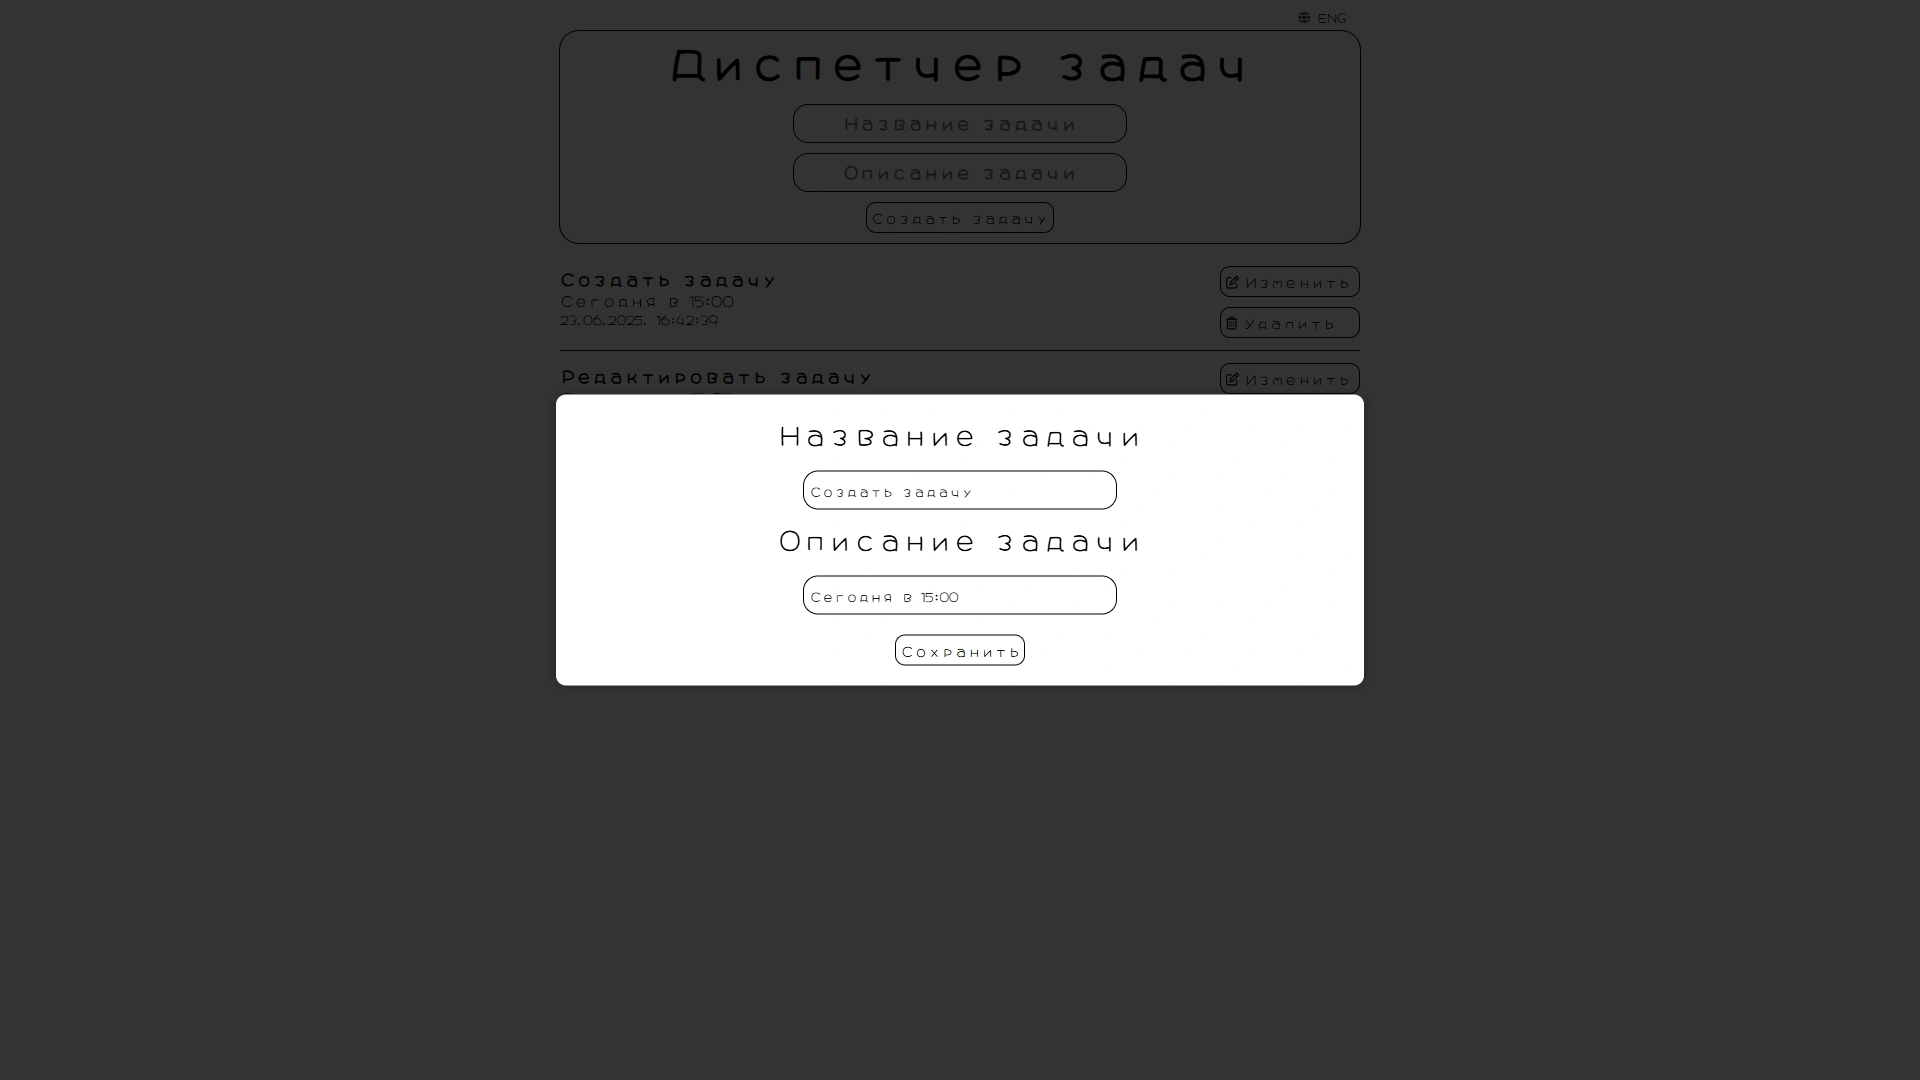 ENG
Диспетчер задач
Название задачи
Описание задачи
Создать задачу
Создать задачу
Сегодня в 15:00
23.06.2025. 16:42:39
Изменить
Удалить
Редактировать задачу
Изменить
Название задачи
Создать задачу
Описание задачи
Сегодня в 15:00
Сохранить